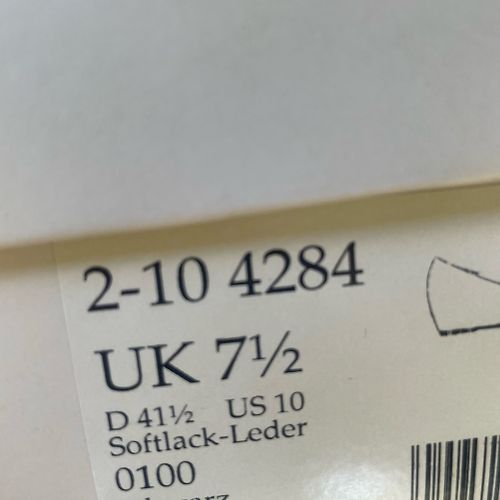 2-10 4284
UK 7½
D 41½ US 10
Softlack-Leder
0100